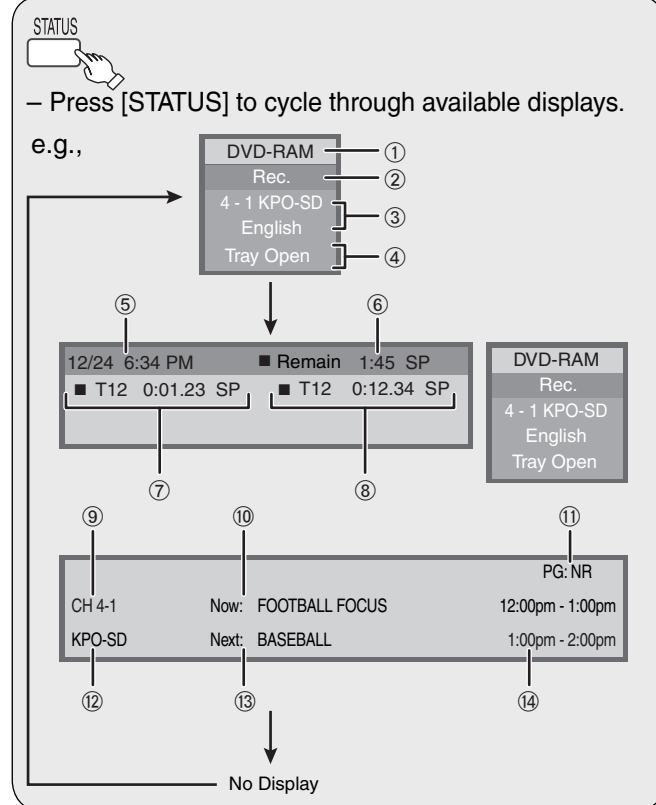 STATUS
– Press [STATUS] to cycle through available displays.
e.g.,
DVD-RAM ①
Rec. ②
4 - 1 KPO-SD
English ③
Tray Open ④
⑤ ⑥
12/24 6:34 PM ■ Remain 1:45 SP
■ T12 0:01.23 SP ■ T12 0:12.34 SP
⑦ ⑧
DVD-RAM
Rec.
4 - 1 KPO-SD
English
Tray Open
⑨ ⑩ ⑪
PG: NR
CH 4-1 Now: FOOTBALL FOCUS 12:00pm - 1:00pm
KPO-SD Next: BASEBALL 1:00pm - 2:00pm
⑫ ⑬ ⑭
No Display